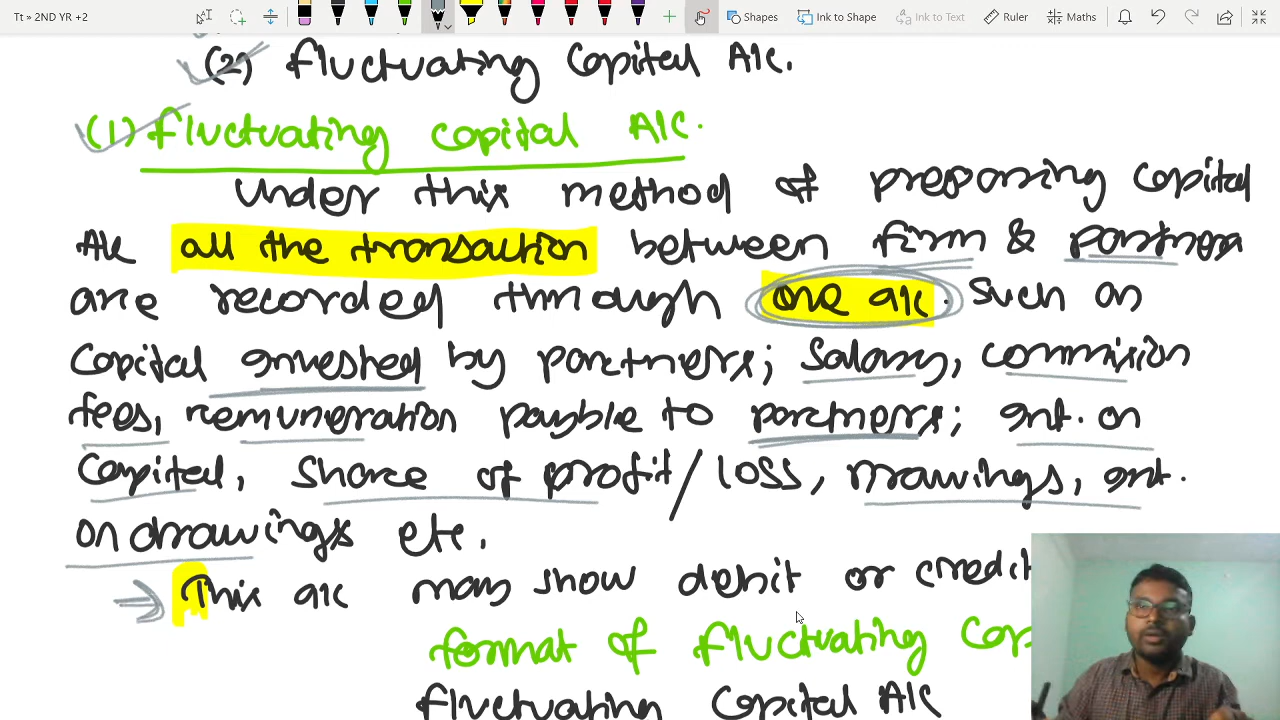 Tt » 2ND YR +2
Shapes
Ink to Shape
Ink to Text
Ruler
Maths
(2) Fluctuating Capital A/c.
(1) Fluctuating Capital A/c.
Under this method of preparing Capital
A/c all the transaction between firm & partners
are recorded through one a/c. Such as
Capital invested by partners; Salary, commission
fees, remuneration payable to partners; int. on
Capital, Share of profit/loss, Drawings, int.
on drawings etc.
→ This a/c may show debit or credit
format of fluctuating Cap
Fluctuating Capital A/c